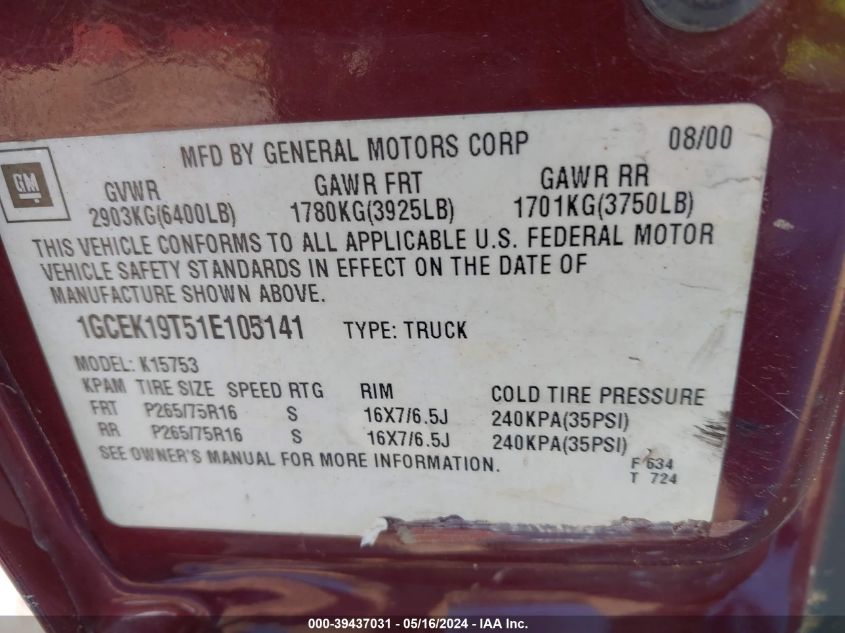 MFD BY GENERAL MOTORS CORP 08/00
GM
GVWR GAWR FRT GAWR RR
2903KG(6400LB) 1780KG(3925LB) 1701KG(3750LB)
THIS VEHICLE CONFORMS TO ALL APPLICABLE U.S. FEDERAL MOTOR
VEHICLE SAFETY STANDARDS IN EFFECT ON THE DATE OF
MANUFACTURE SHOWN ABOVE.
1GCEK19T51E105141 TYPE: TRUCK
MODEL: K15753
KPAM TIRE SIZE SPEED RTG RIM COLD TIRE PRESSURE
FRT P265/75R16 S 16X7/6.5J 240KPA(35PSI)
RR P265/75R16 S 16X7/6.5J 240KPA(35PSI)
SEE OWNER'S MANUAL FOR MORE INFORMATION.
F 634
T 724
000-39437031 - 05/16/2024 - IAA Inc.